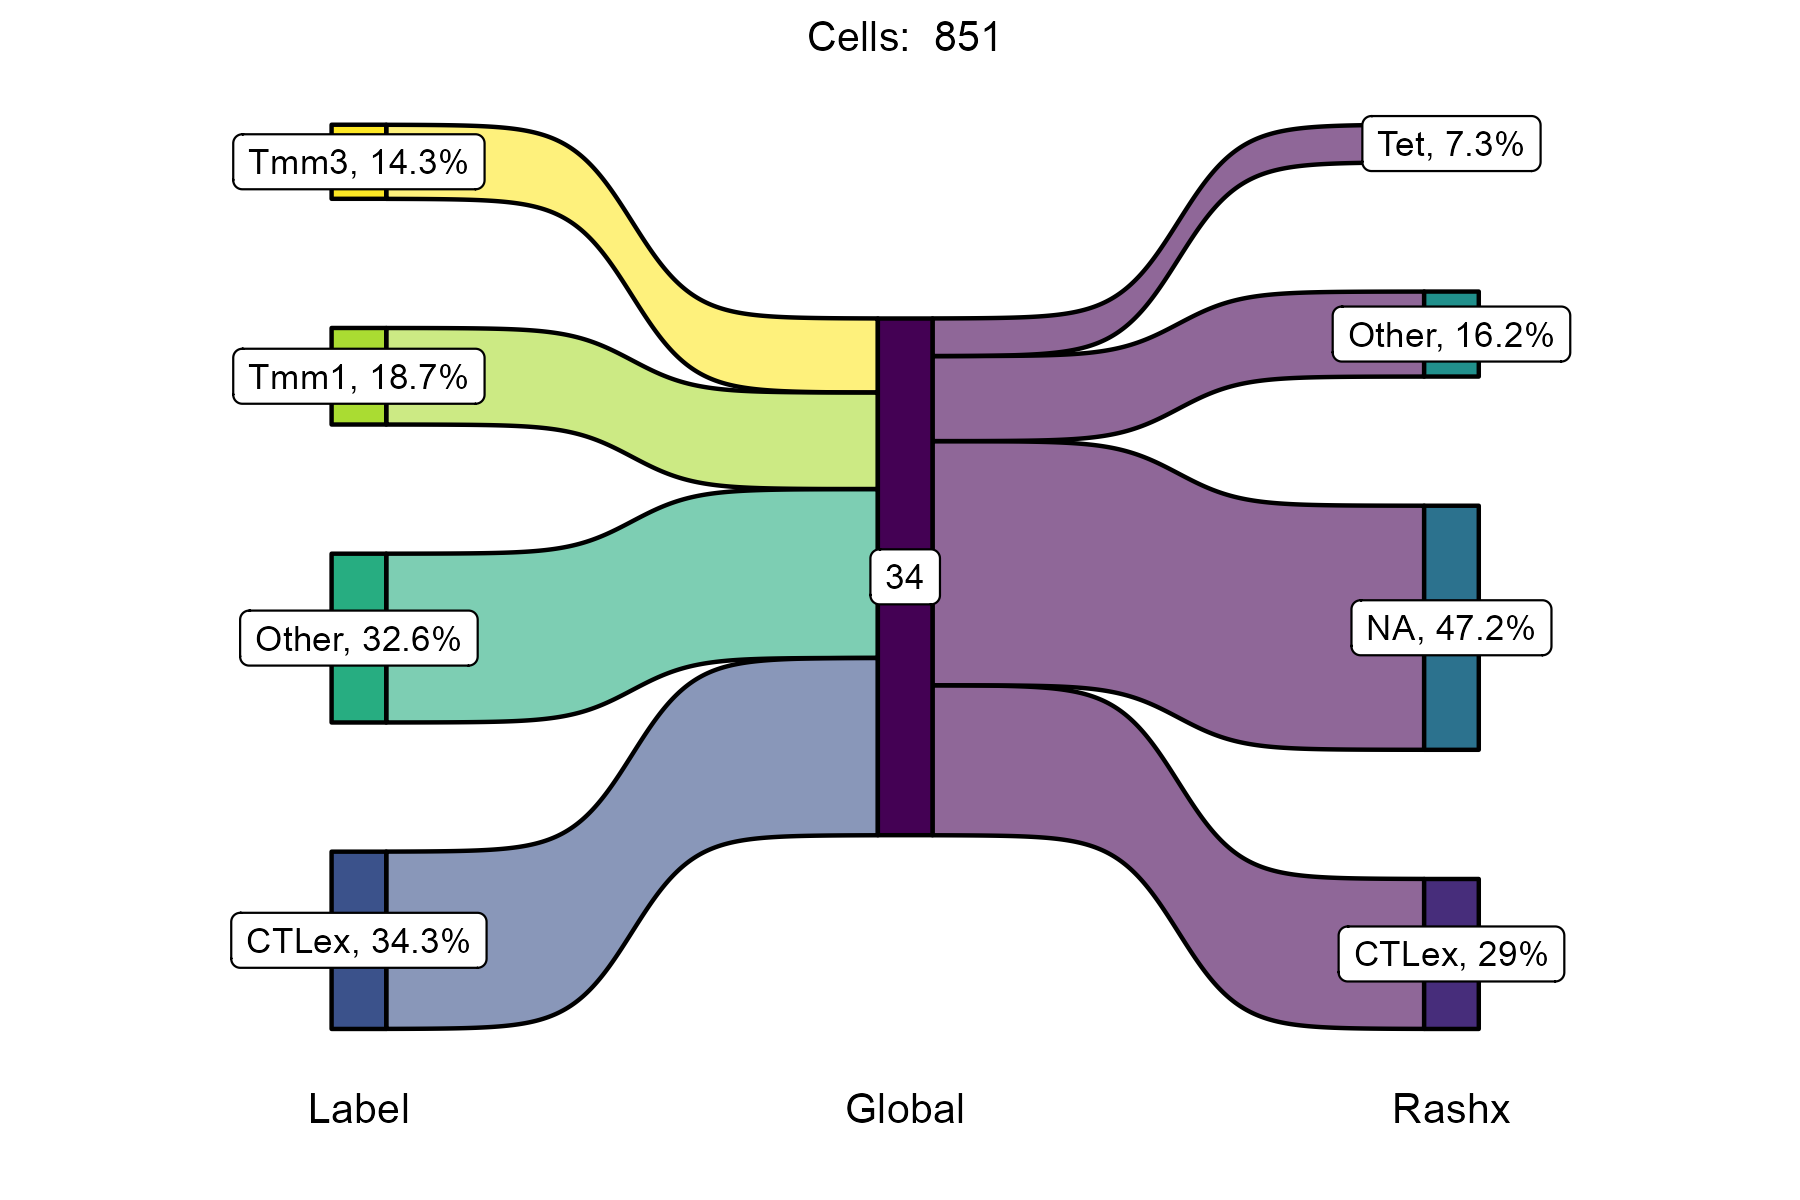 Cells:  851
Tmm3, 14.3%
Tmm1, 18.7%
Other, 32.6%
CTLex, 34.3%
34
Tet, 7.3%
Other, 16.2%
NA, 47.2%
CTLex, 29%
Label
Global
Rashx